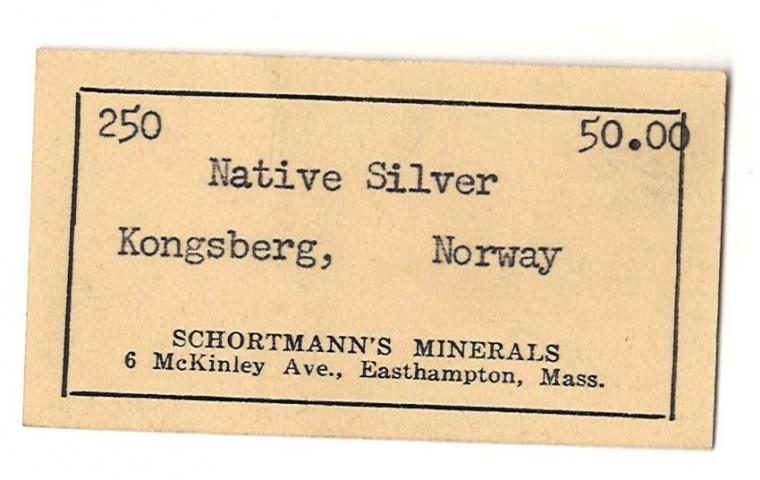 250 50.00
Native Silver
Kongsberg, Norway
SCHORTMANN'S MINERALS
6 McKinley Ave., Easthampton, Mass.